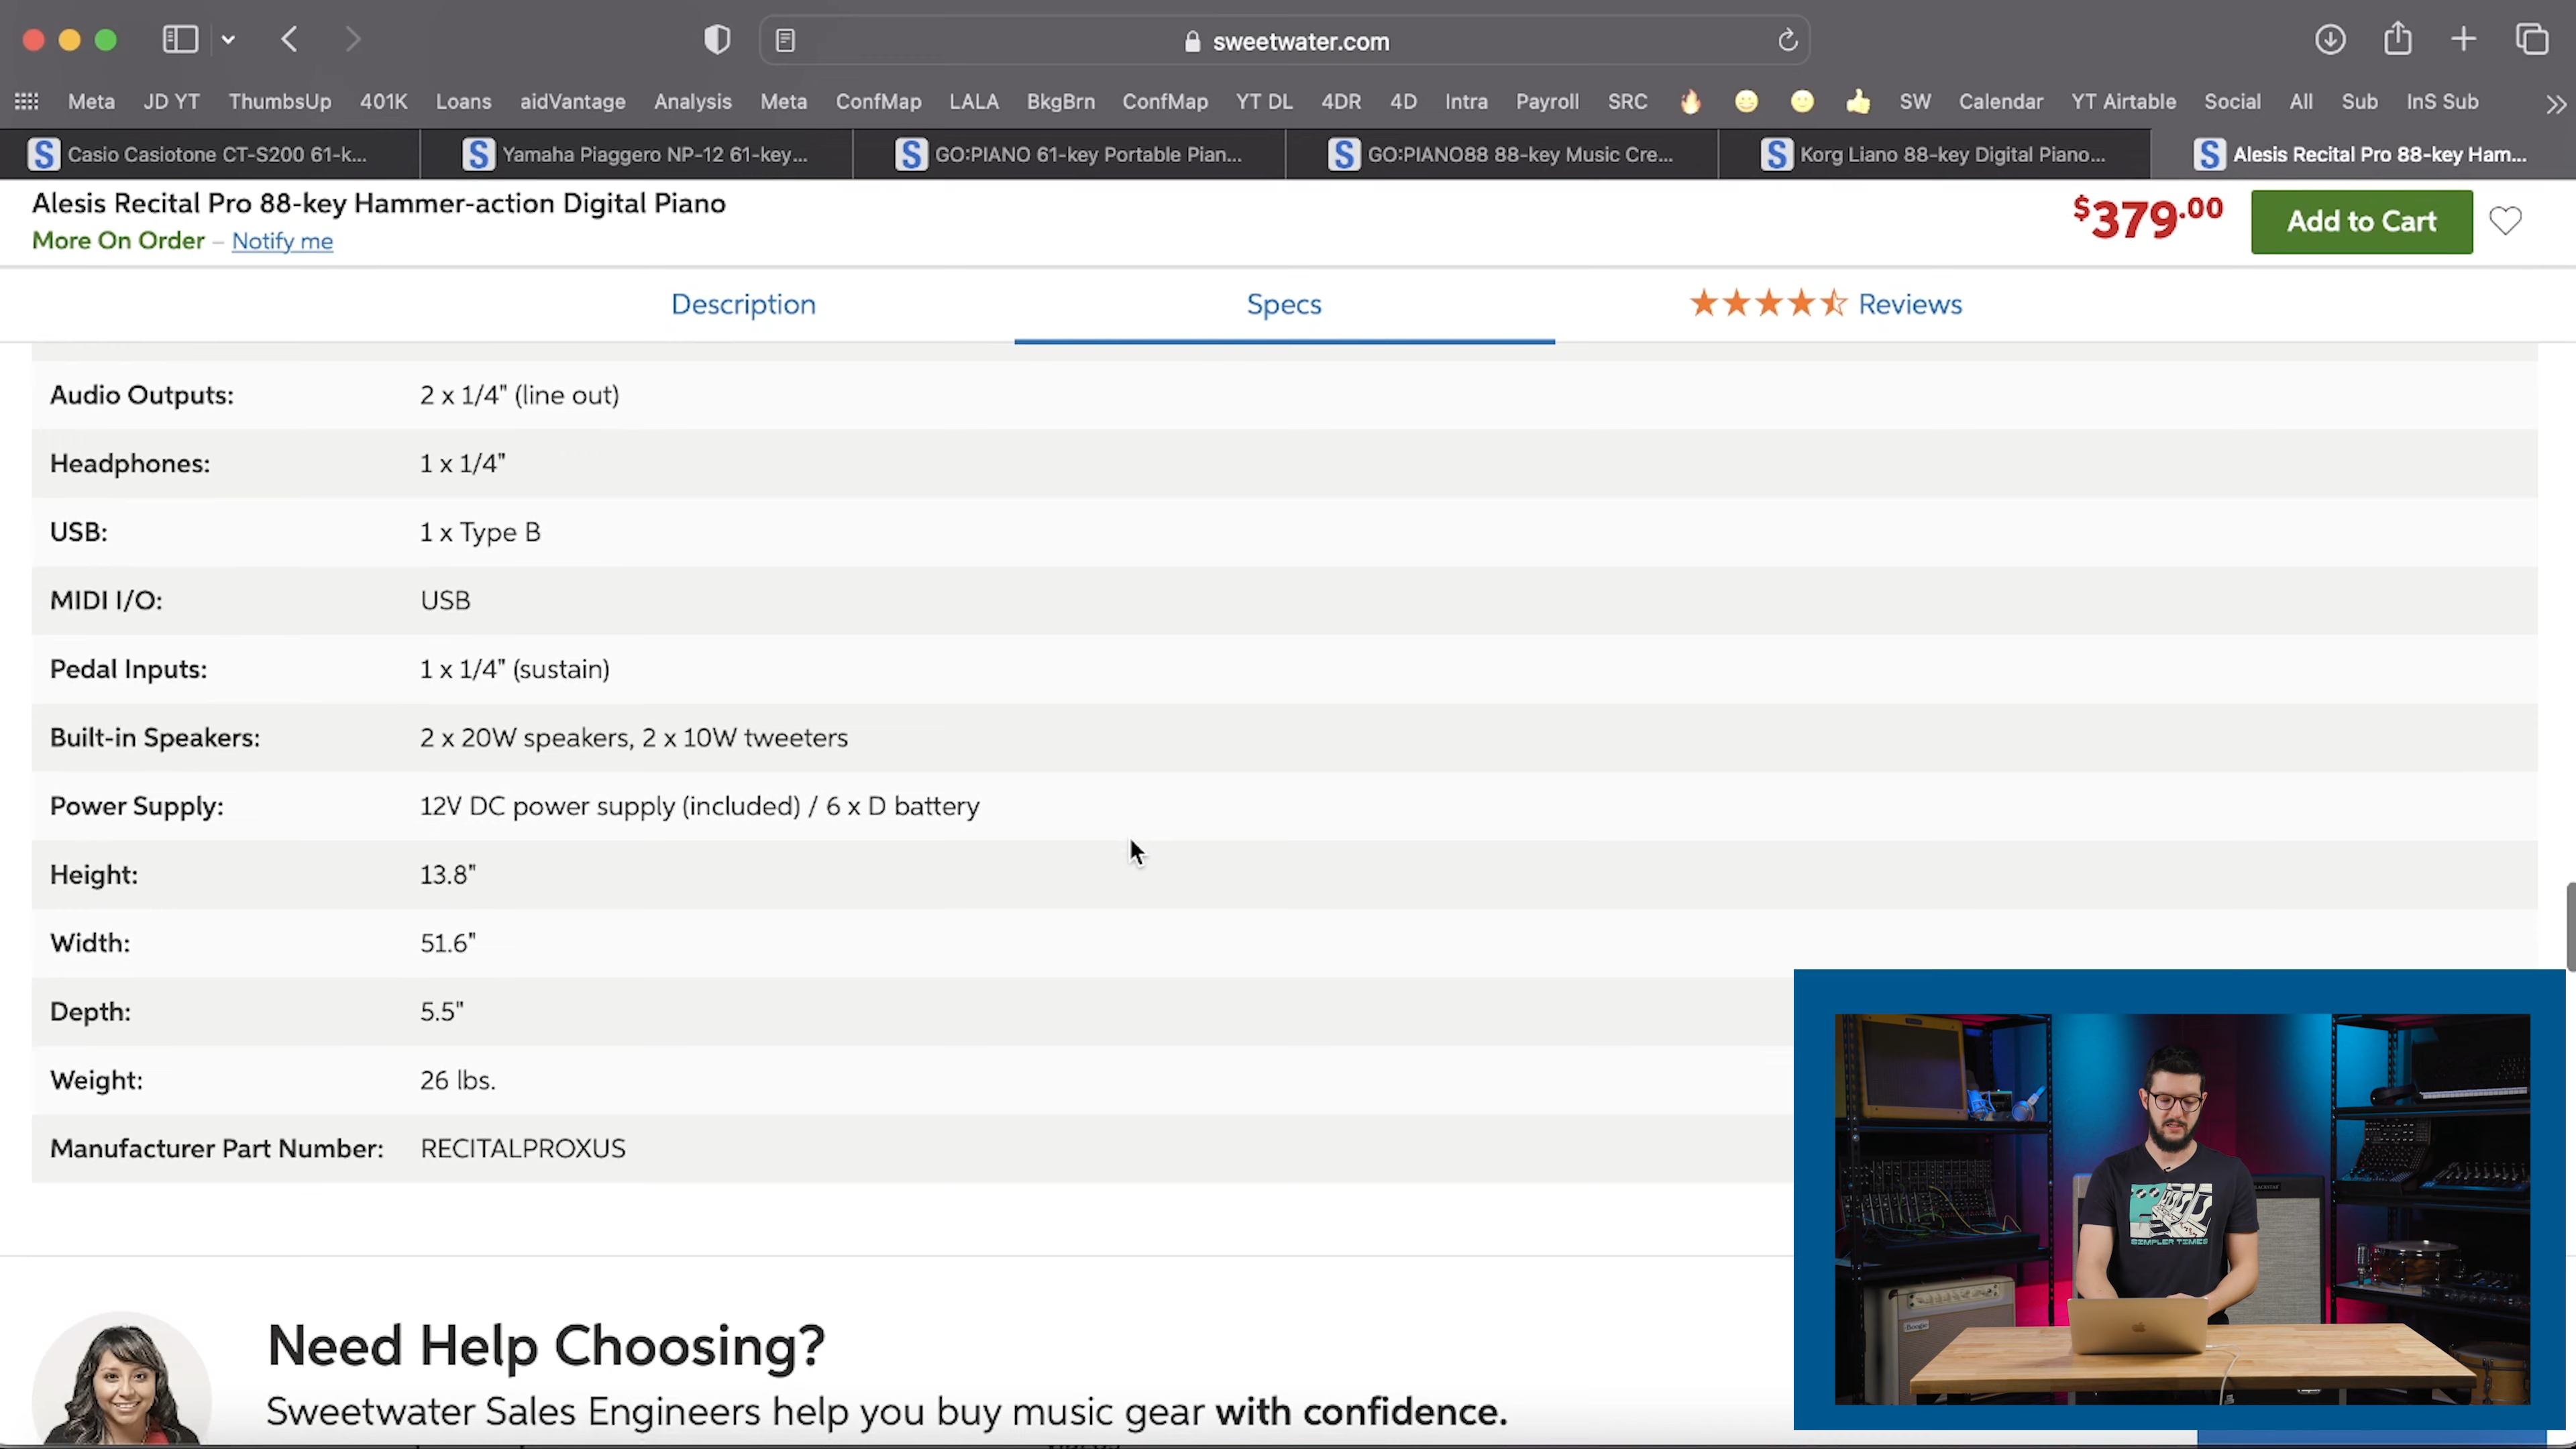 sweetwater.com
Meta JD YT ThumbsUp 401K Loans aidVantage Analysis Meta ConfMap LALA BkgBrn ConfMap YT DL 4DR 4D Intra Payroll SRC SW Calendar YT Airtable Social All Sub InS Sub
S Casio Casiotone CT-S200 61-k... S Yamaha Piaggero NP-12 61-key... S GO:PIANO 61-key Portable Pian... S GO:PIANO88 88-key Music Cre... S Korg Liano 88-key Digital Piano... S Alesis Recital Pro 88-key Ham...
Alesis Recital Pro 88-key Hammer-action Digital Piano
More On Order – Notify me
$379.00 Add to Cart
Description Specs Reviews
Audio Outputs: 2 x 1/4" (line out)
Headphones: 1 x 1/4"
USB: 1 x Type B
MIDI I/O: USB
Pedal Inputs: 1 x 1/4" (sustain)
Built-in Speakers: 2 x 20W speakers, 2 x 10W tweeters
Power Supply: 12V DC power supply (included) / 6 x D battery
Height: 13.8"
Width: 51.6"
Depth: 5.5"
Weight: 26 lbs.
Manufacturer Part Number: RECITALPROXUS
SIMPLER TIMES
Boogie
Need Help Choosing?
Sweetwater Sales Engineers help you buy music gear with confidence.